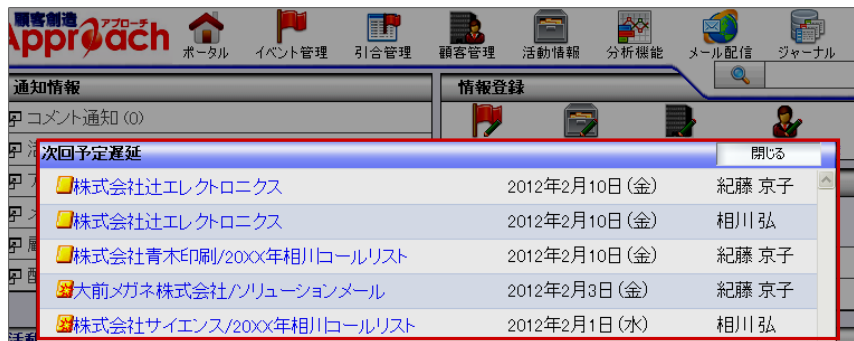 顧客創造 アプローチ
Approach
ポータル イベント管理 引合管理 顧客管理 活動情報 分析機能 メール配信 ジャーナル
通知情報 情報登録
コメント通知 (0)
次回予定遅延 閉じる
株式会社辻エレクトロニクス 2012年2月10日(金) 紀藤 京子
株式会社辻エレクトロニクス 2012年2月10日(金) 相川 弘
株式会社青木印刷/20XX年相川コールリスト 2012年2月10日(金) 紀藤 京子
大前メガネ株式会社/ソリューションメール 2012年2月3日(金) 紀藤 京子
株式会社サイエンス/20XX年相川コールリスト 2012年2月1日(水) 相川 弘